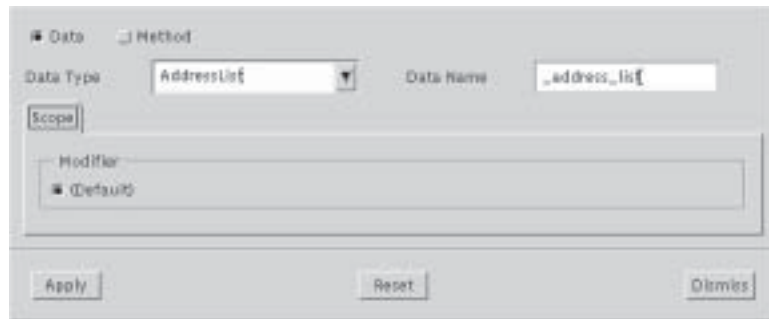 Data Method
Data Type AddressList Data Name _address_list
Scope
Modifier
(Default)
Apply Reset Dismiss